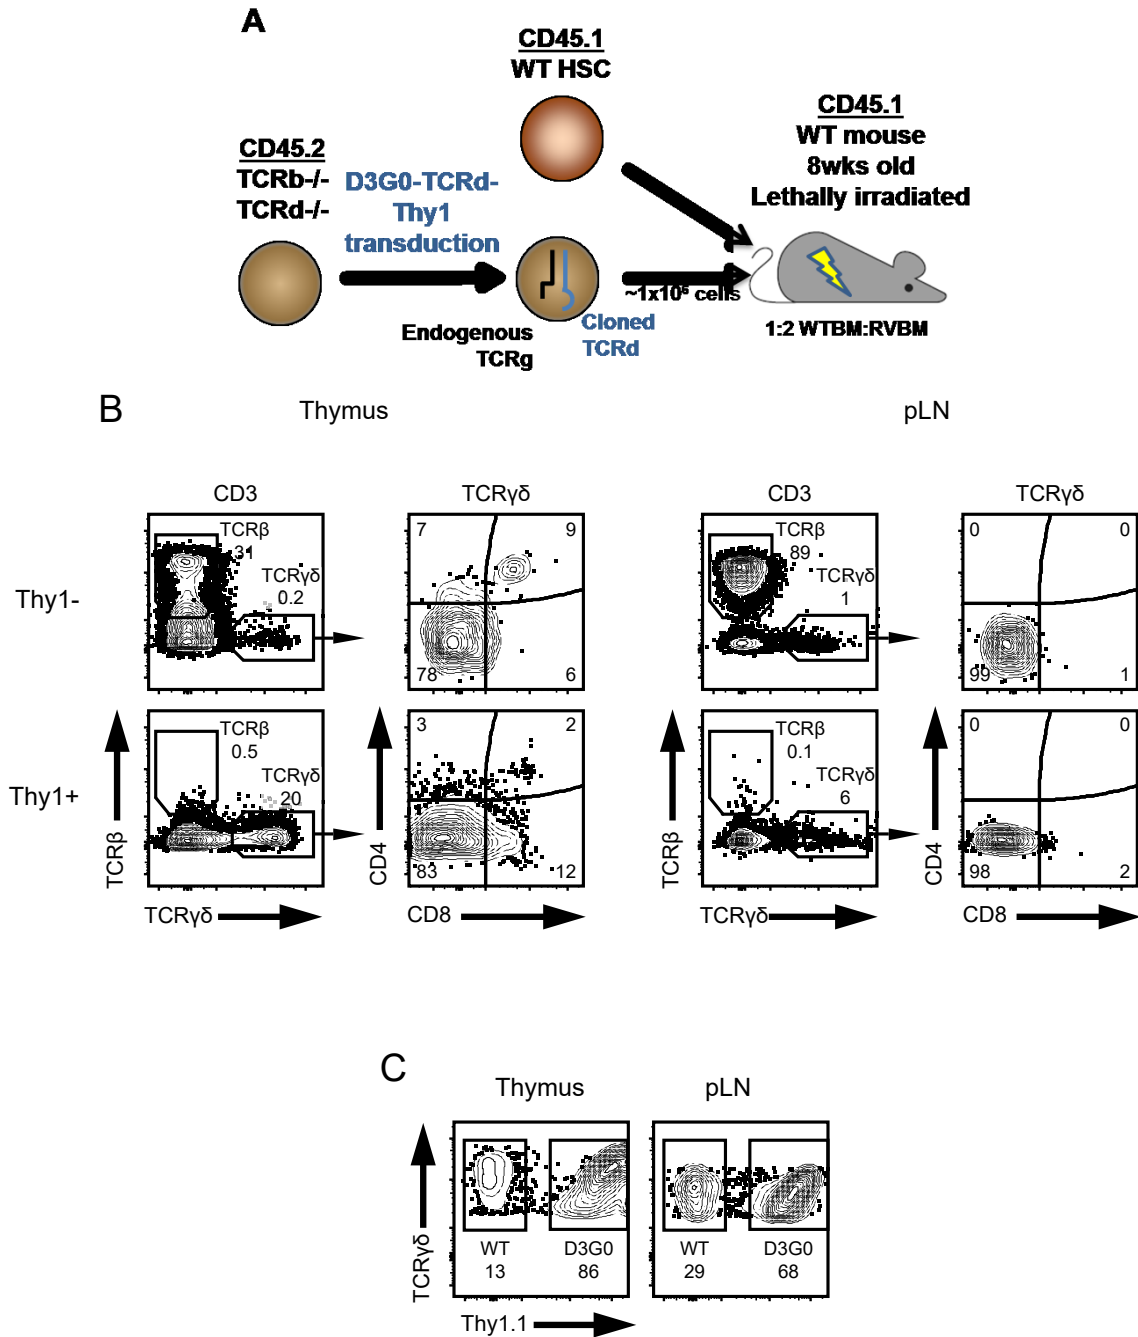 A
CD45.1
WT HSC
CD45.1
WT mouse
8wks old
Lethally irradiated
CD45.2
TCRb-/-
TCRd-/-
D3G0-TCRd-
Thy1
transduction
~1x10⁶ cells
Endogenous
TCRg
Cloned
TCRd
1:2 WTBM:RVBM
B
Thymus
pLN
CD3
TCRγδ
CD3
TCRγδ
Thy1-
TCRβ
31
TCRγδ
0.2
7
9
78
6
TCRβ
89
TCRγδ
1
0
0
99
1
Thy1+
TCRβ
0.5
TCRγδ
20
3
2
83
12
TCRβ
0.1
TCRγδ
6
0
0
98
2
TCRβ
TCRγδ
CD4
CD8
TCRβ
TCRγδ
CD4
CD8
C
Thymus
pLN
WT
13
D3G0
86
WT
29
D3G0
68
TCRγδ
Thy1.1